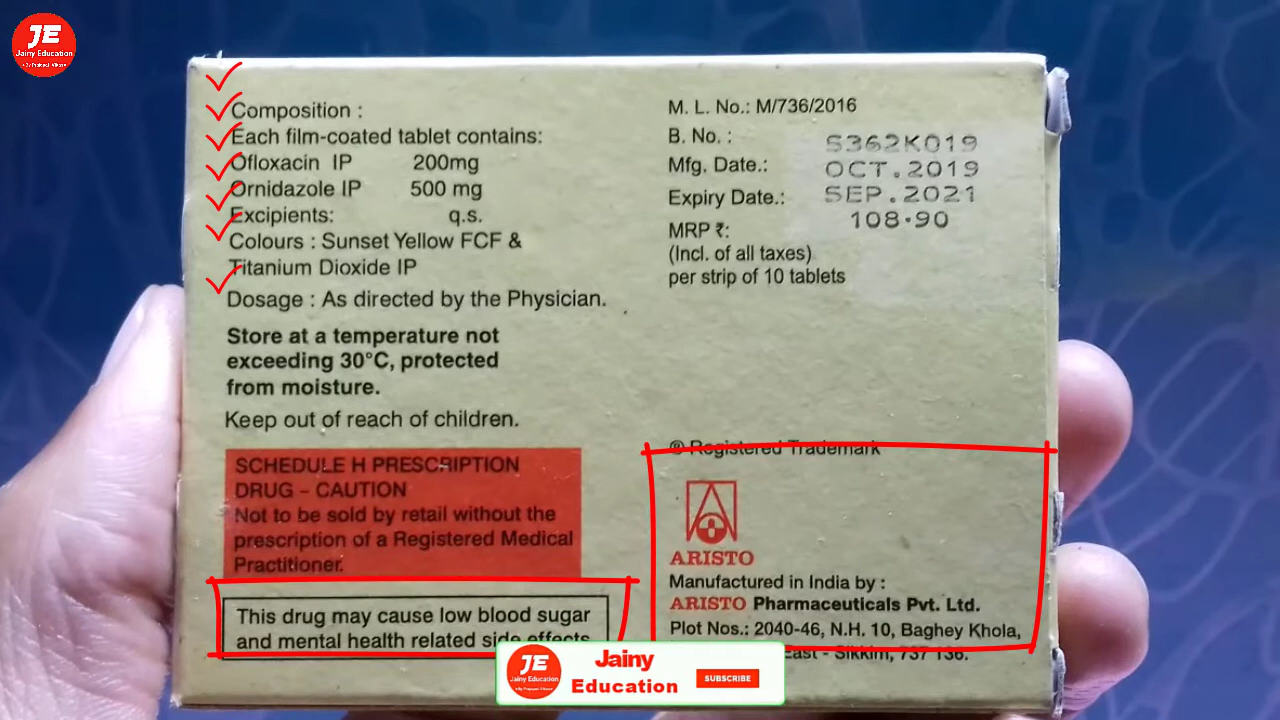 JE
Jainy Education
Composition :
Each film-coated tablet contains:
Ofloxacin IP 200mg
Ornidazole IP 500 mg
Excipients: q.s.
Colours : Sunset Yellow FCF &
Titanium Dioxide IP
Dosage : As directed by the Physician.
Store at a temperature not
exceeding 30°C, protected
from moisture.
Keep out of reach of children.
SCHEDULE H PRESCRIPTION
DRUG – CAUTION
Not to be sold by retail without the
prescription of a Registered Medical
Practitioner.
This drug may cause low blood sugar
and mental health related side effects
M. L. No.: M/736/2016
B. No. : S362K019
Mfg. Date.: OCT.2019
Expiry Date.: SEP.2021
MRP ₹: 108.90
(Incl. of all taxes)
per strip of 10 tablets
® Registered Trademark
ARISTO
Manufactured in India by :
ARISTO Pharmaceuticals Pvt. Ltd.
Plot Nos.: 2040-46, N.H. 10, Baghey Khola,
East - Sikkim, 737 136.
JE
Jainy Education
Jainy
Education
SUBSCRIBE